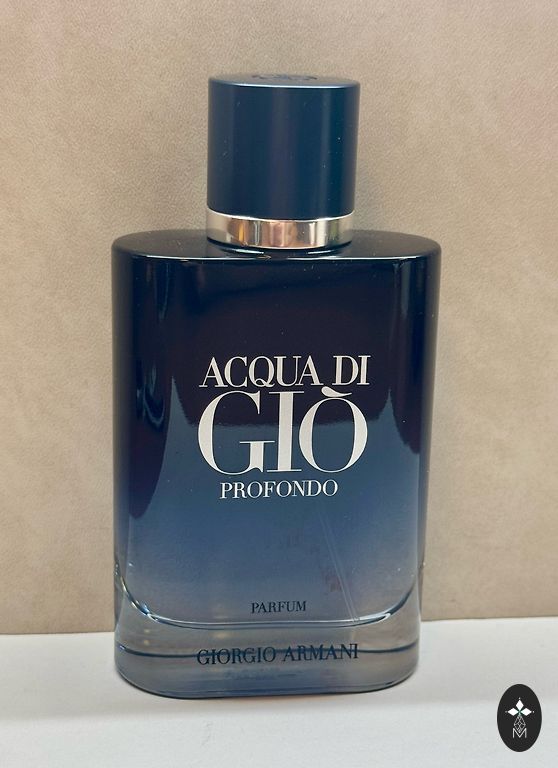 ACQUA DI
GIÒ
PROFONDO
PARFUM
GIORGIO ARMANI
M